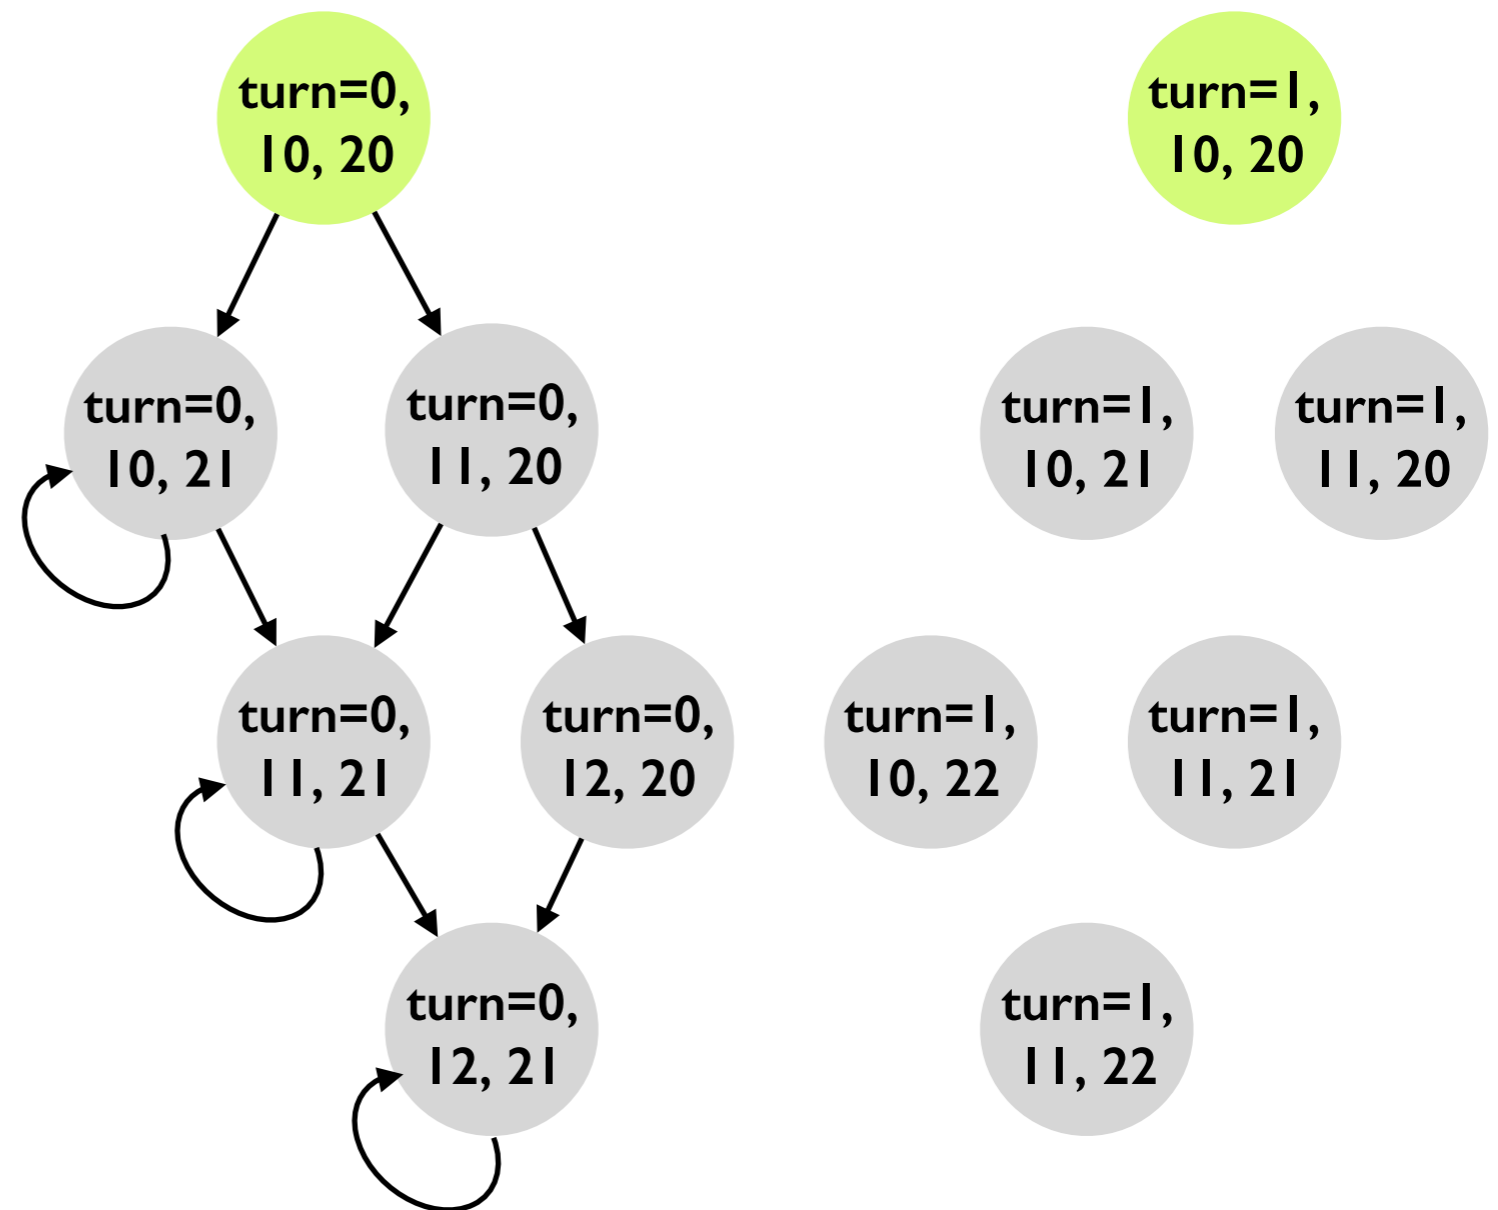 turn=0,
10, 20
turn=1,
10, 20
turn=0,
10, 21
turn=0,
11, 20
turn=1,
10, 21
turn=1,
11, 20
turn=0,
11, 21
turn=0,
12, 20
turn=1,
10, 22
turn=1,
11, 21
turn=0,
12, 21
turn=1,
11, 22